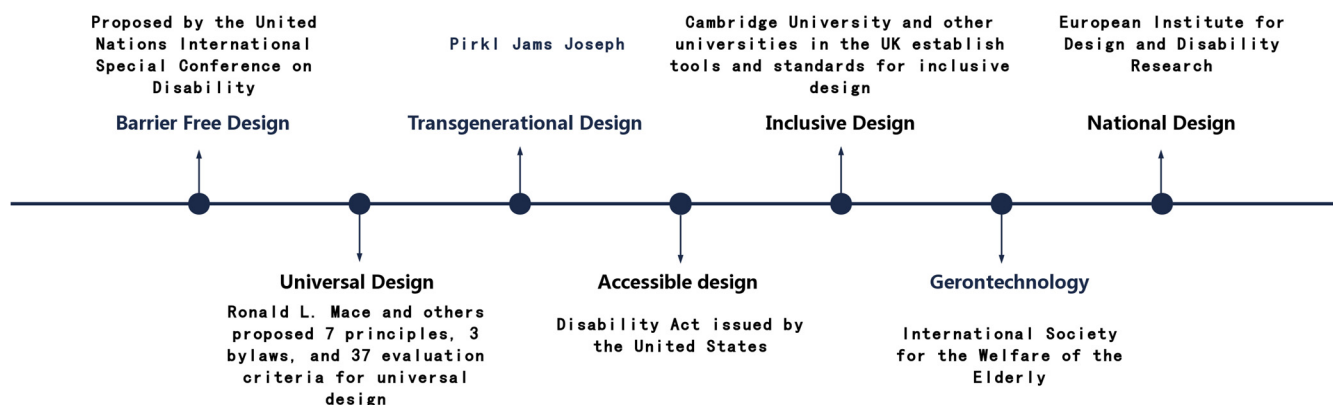 Proposed by the United
Nations International
Special Conference on
Disability
Barrier Free Design
Universal Design
Ronald L. Mace and others
proposed 7 principles, 3
bylaws, and 37 evaluation
criteria for universal
design
Pirkl Jams Joseph
Transgenerational Design
Accessible design
Disability Act issued by
the United States
Cambridge University and other
universities in the UK establish
tools and standards for inclusive
design
Inclusive Design
Gerontechnology
International Society
for the Welfare of the
Elderly
European Institute for
Design and Disability
Research
National Design